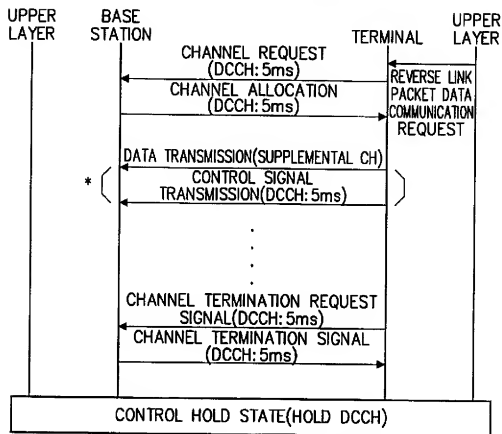 UPPER LAYER
BASE STATION
TERMINAL
UPPER LAYER
CHANNEL REQUEST
(DCCH:5ms)
REVERSE LINK
PACKET DATA
COMMUNICATION
REQUEST
CHANNEL ALLOCATION
(DCCH:5ms)
DATA TRANSMISSION(SUPPLEMENTAL CH)
*
CONTROL SIGNAL
TRANSMISSION(DCCH:5ms)
CHANNEL TERMINATION REQUEST
SIGNAL(DCCH:5ms)
CHANNEL TERMINATION SIGNAL
(DCCH:5ms)
CONTROL HOLD STATE(HOLD DCCH)